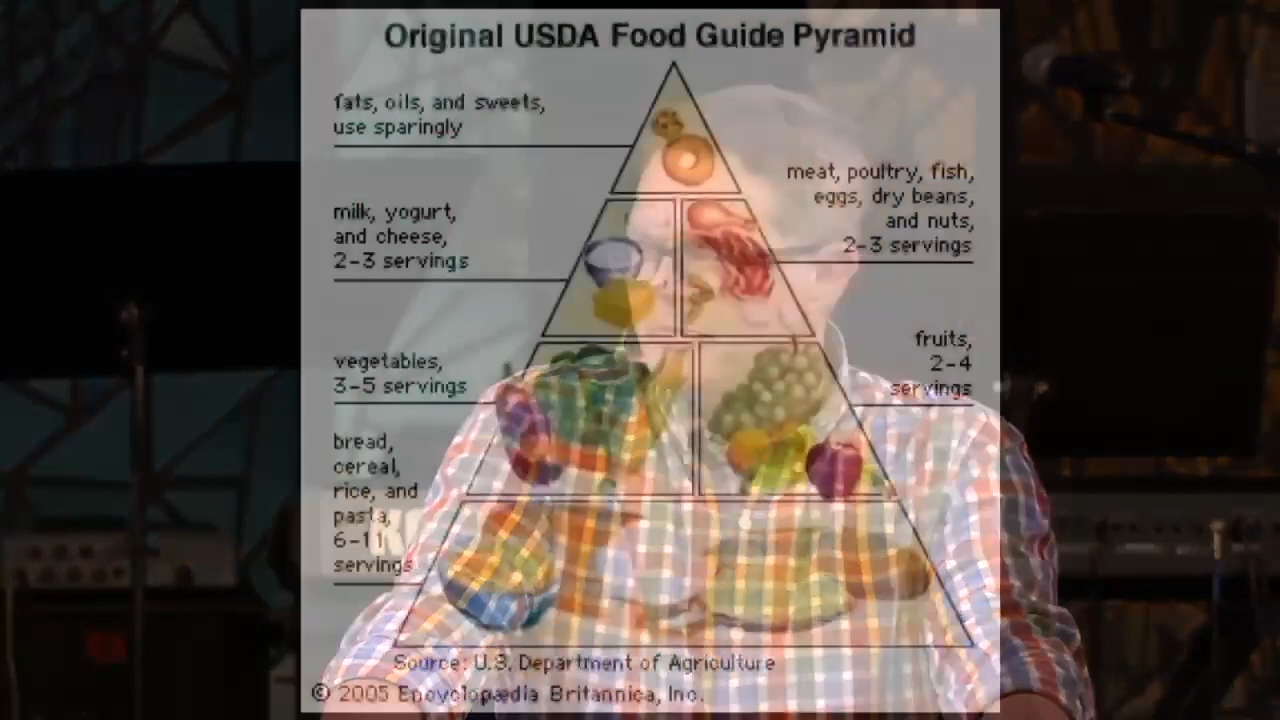 Original USDA Food Guide Pyramid
fats, oils, and sweets,
use sparingly
meat, poultry, fish,
eggs, dry beans,
and nuts,
2-3 servings
milk, yogurt,
and cheese,
2-3 servings
fruits,
2-4
servings
vegetables,
3-5 servings
bread,
cereal,
rice, and
pasta,
6-11
servings
Source: U.S. Department of Agriculture
© 2005 Encyclopædia Britannica, Inc.